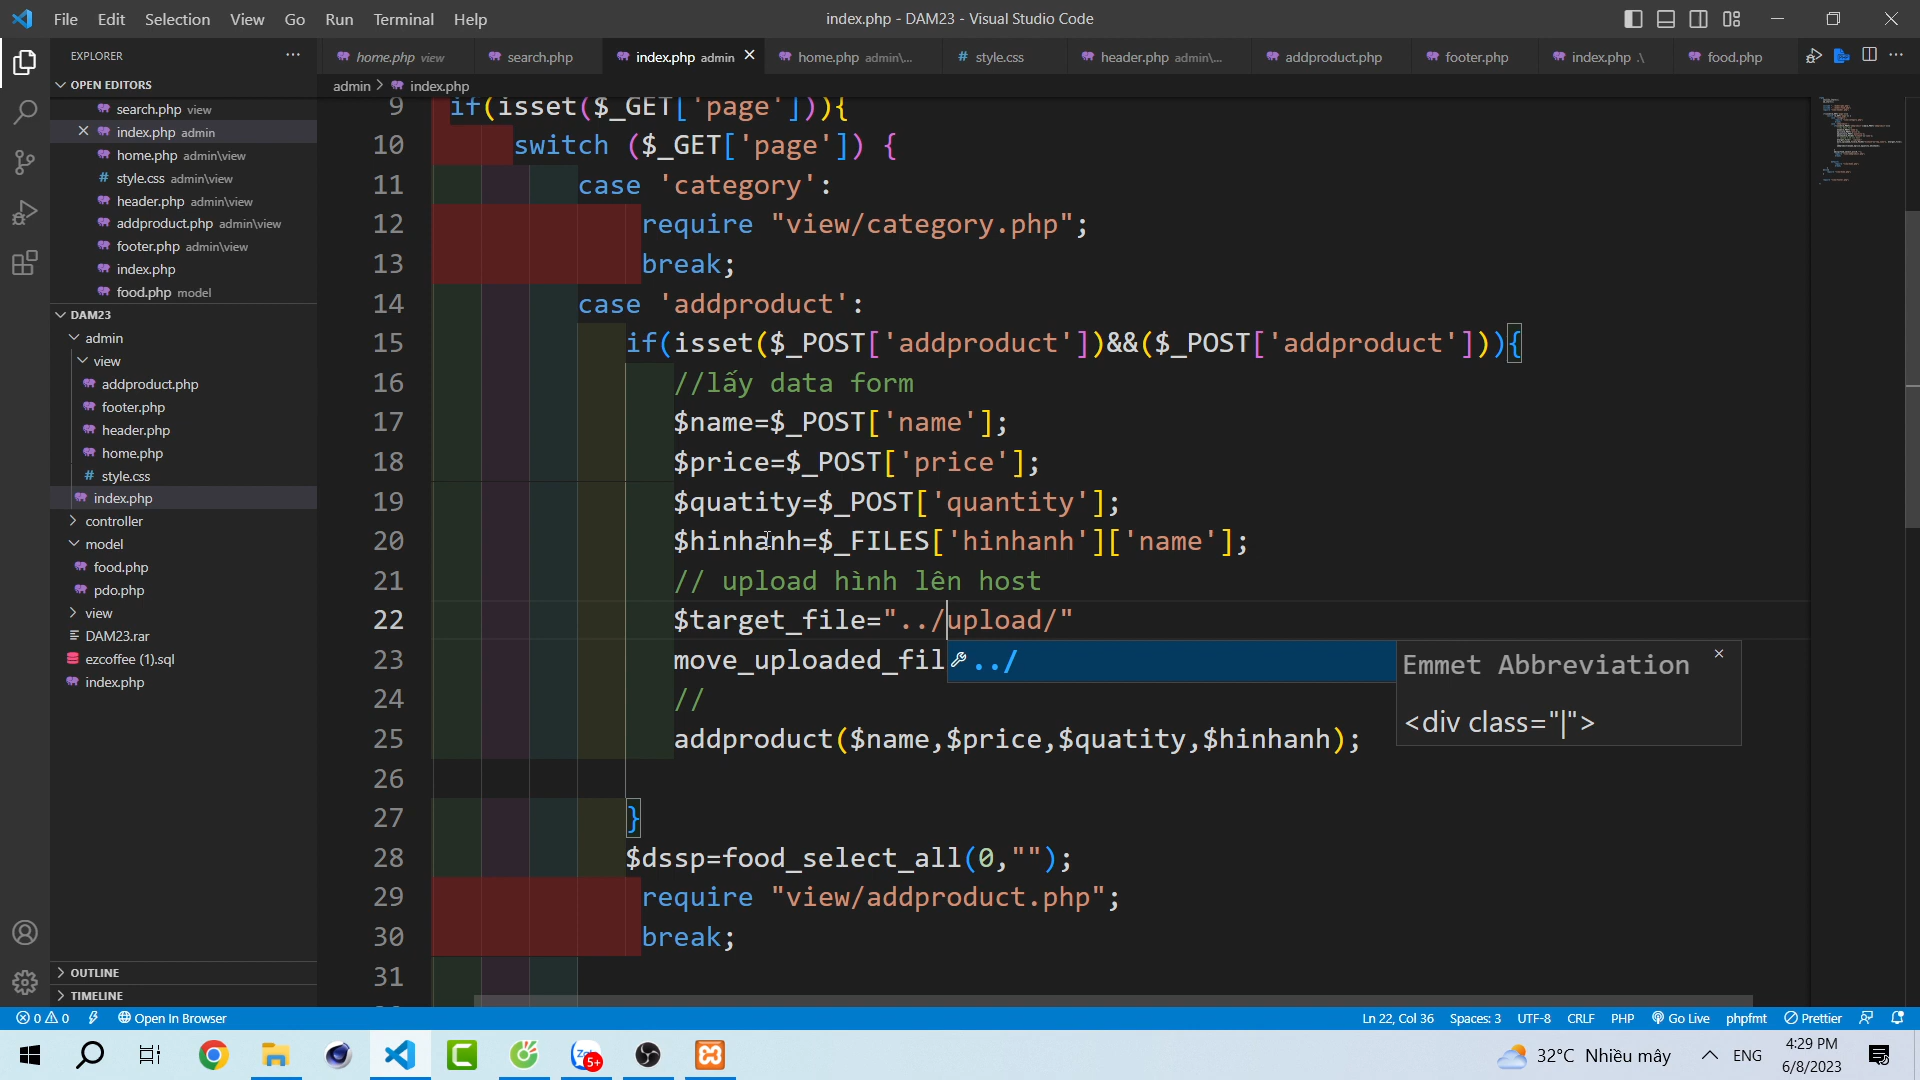 File Edit Selection View Go Run Terminal Help
index.php - DAM23 - Visual Studio Code
EXPLORER
home.php view
search.php
index.php admin
home.php admin\...
style.css
header.php admin\...
addproduct.php
footer.php
index.php .\
food.php
OPEN EDITORS
admin > index.php
search.php view
index.php admin
home.php admin\view
style.css admin\view
header.php admin\view
addproduct.php admin\view
footer.php admin\view
index.php
food.php model
DAM23
admin
view
addproduct.php
footer.php
header.php
home.php
style.css
index.php
controller
model
food.php
pdo.php
view
DAM23.rar
ezcoffee (1).sql
index.php
OUTLINE
TIMELINE
9 if(isset($_GET['page'])){
10 switch ($_GET['page']) {
11 case 'category':
12 require "view/category.php";
13 break;
14 case 'addproduct':
15 if(isset($_POST['addproduct'])&&($_POST['addproduct'])){
16 //lấy data form
17 $name=$_POST['name'];
18 $price=$_POST['price'];
19 $quatity=$_POST['quantity'];
20 $hinhanh=$_FILES['hinhanh']['name'];
21 // upload hình lên host
22 $target_file="../upload/"
23 move_uploaded_fil
../
Emmet Abbreviation
<div class="|">
24 //
25 addproduct($name,$price,$quatity,$hinhanh);
26
27 }
28 $dssp=food_select_all(0,"");
29 require "view/addproduct.php";
30 break;
31
0 0
Open In Browser
Ln 22, Col 36
Spaces: 3
UTF-8
CRLF
PHP
Go Live
phpfmt
Prettier
5+
32°C Nhiều mây
ENG
4:29 PM
6/8/2023